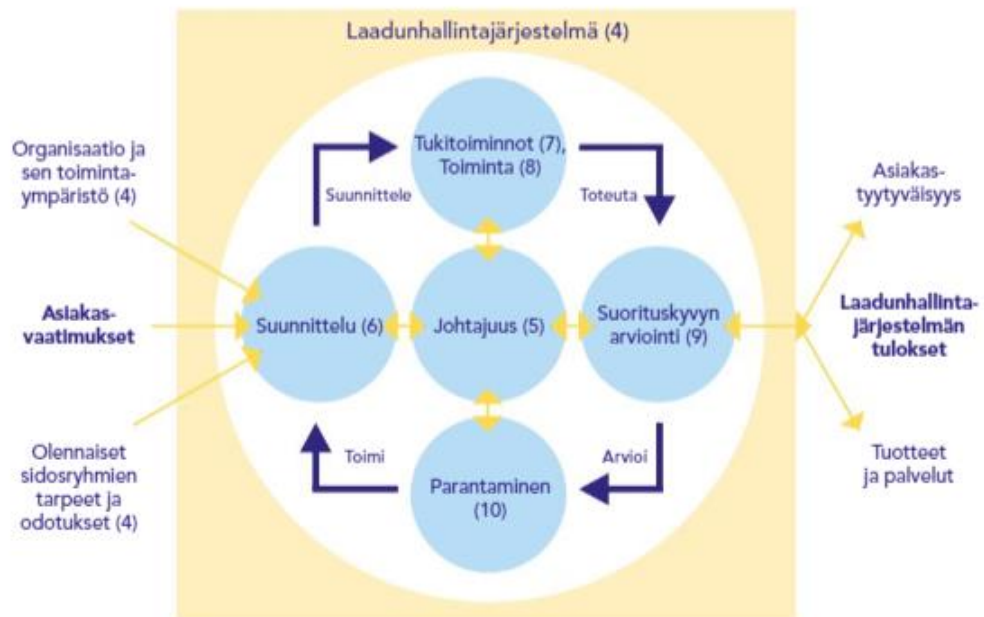 Laadunhallintajärjestelmä (4)
Organisaatio ja
sen toiminta-
ympäristö (4)
Asiakas-
vaatimukset
Olennaiset
sidosryhmien
tarpeet ja
odotukset (4)
Tukitoiminnot (7),
Toiminta (8)
Suunnittele
Toteuta
Suunnittelu (6)
Johtajuus (5)
Suorituskyvyn
arviointi (9)
Toimi
Arvioi
Parantaminen
(10)
Asiakas-
tyytyväisyys
Laadunhallinta-
järjestelmän
tulokset
Tuotteet
ja palvelut